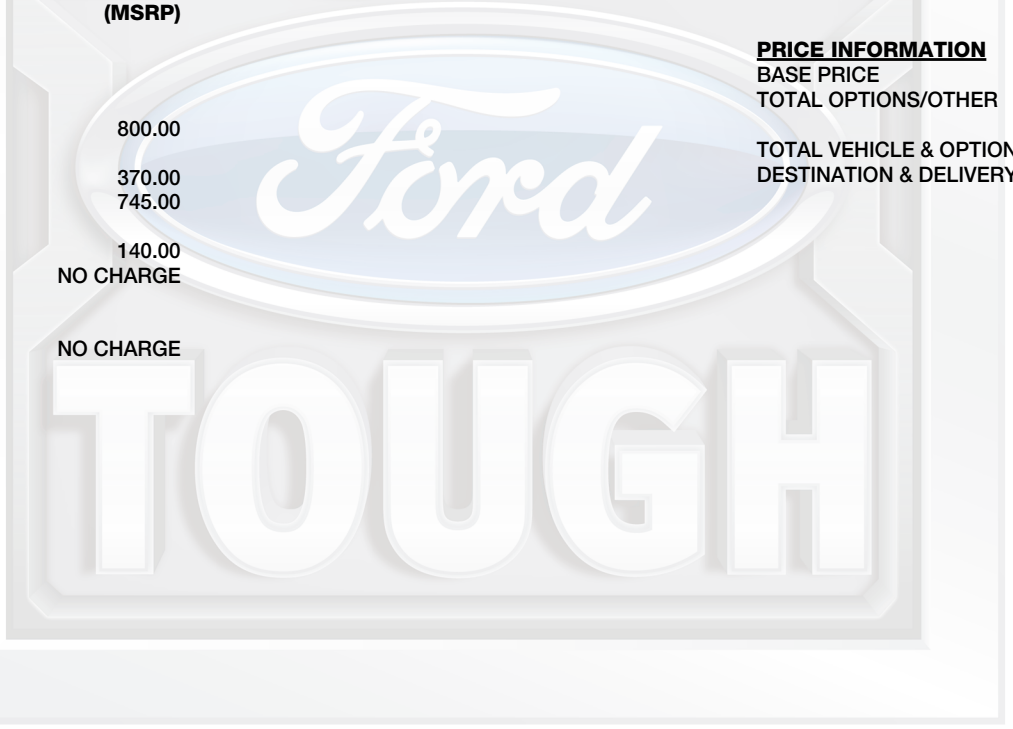 (MSRP)
800.00
370.00
745.00
140.00
NO CHARGE
NO CHARGE
PRICE INFORMATION
BASE PRICE
TOTAL OPTIONS/OTHER
TOTAL VEHICLE & OPTION
DESTINATION & DELIVERY
Ford
TOUGH